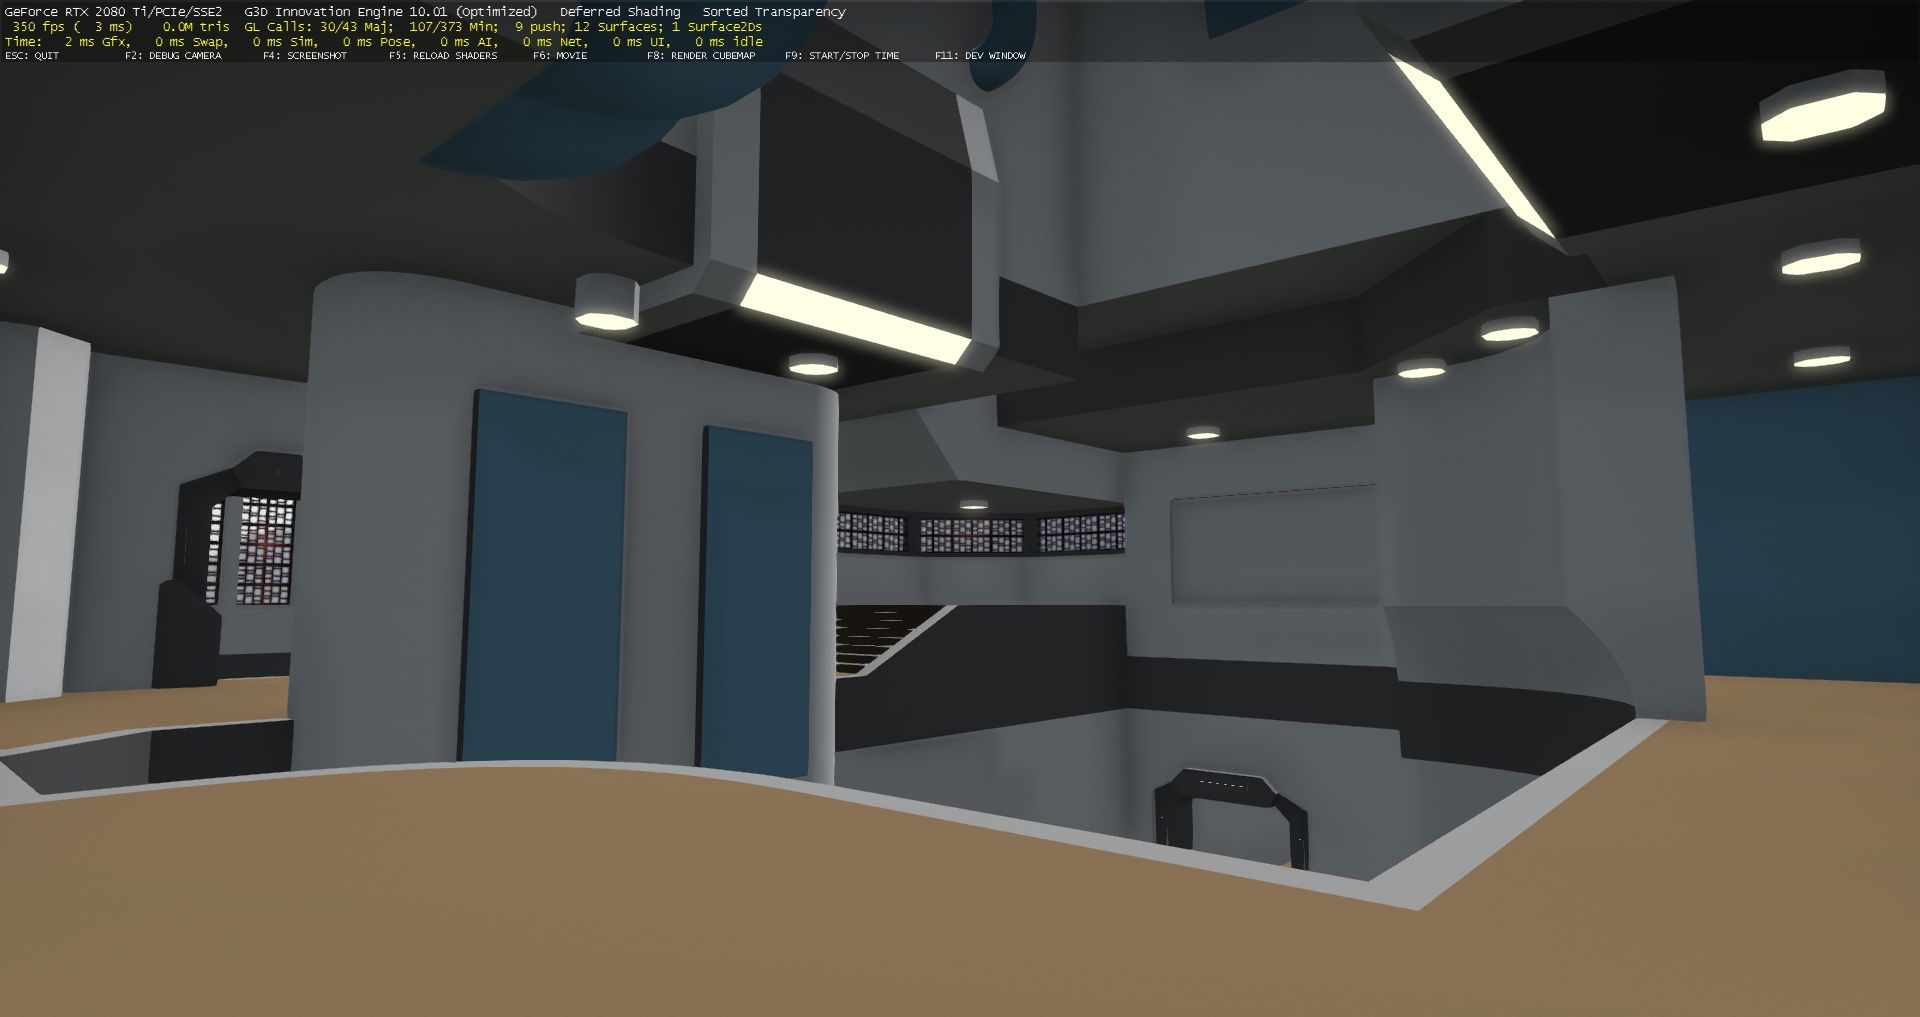 GeForce RTX 2080 Ti/PCIe/SSE2   G3D Innovation Engine 10.01 (Optimized)   Deferred Shading   Sorted Transparency
350 fps (  3 ms)    0.0M tris  GL Calls: 30/43 Maj;  107/373 Min;  9 push; 12 Surfaces; 1 Surface2Ds
Time:   2 ms Gfx,   0 ms Swap,   0 ms Sim,   0 ms Pose,   0 ms AI,   0 ms Net,   0 ms UI,   0 ms idle
ESC: QUIT   F2: DEBUG CAMERA   F4: SCREENSHOT   F5: RELOAD SHADERS   F6: MOVIE   F8: RENDER CUBEMAP   F9: START/STOP TIME   F11: DEV WINDOW